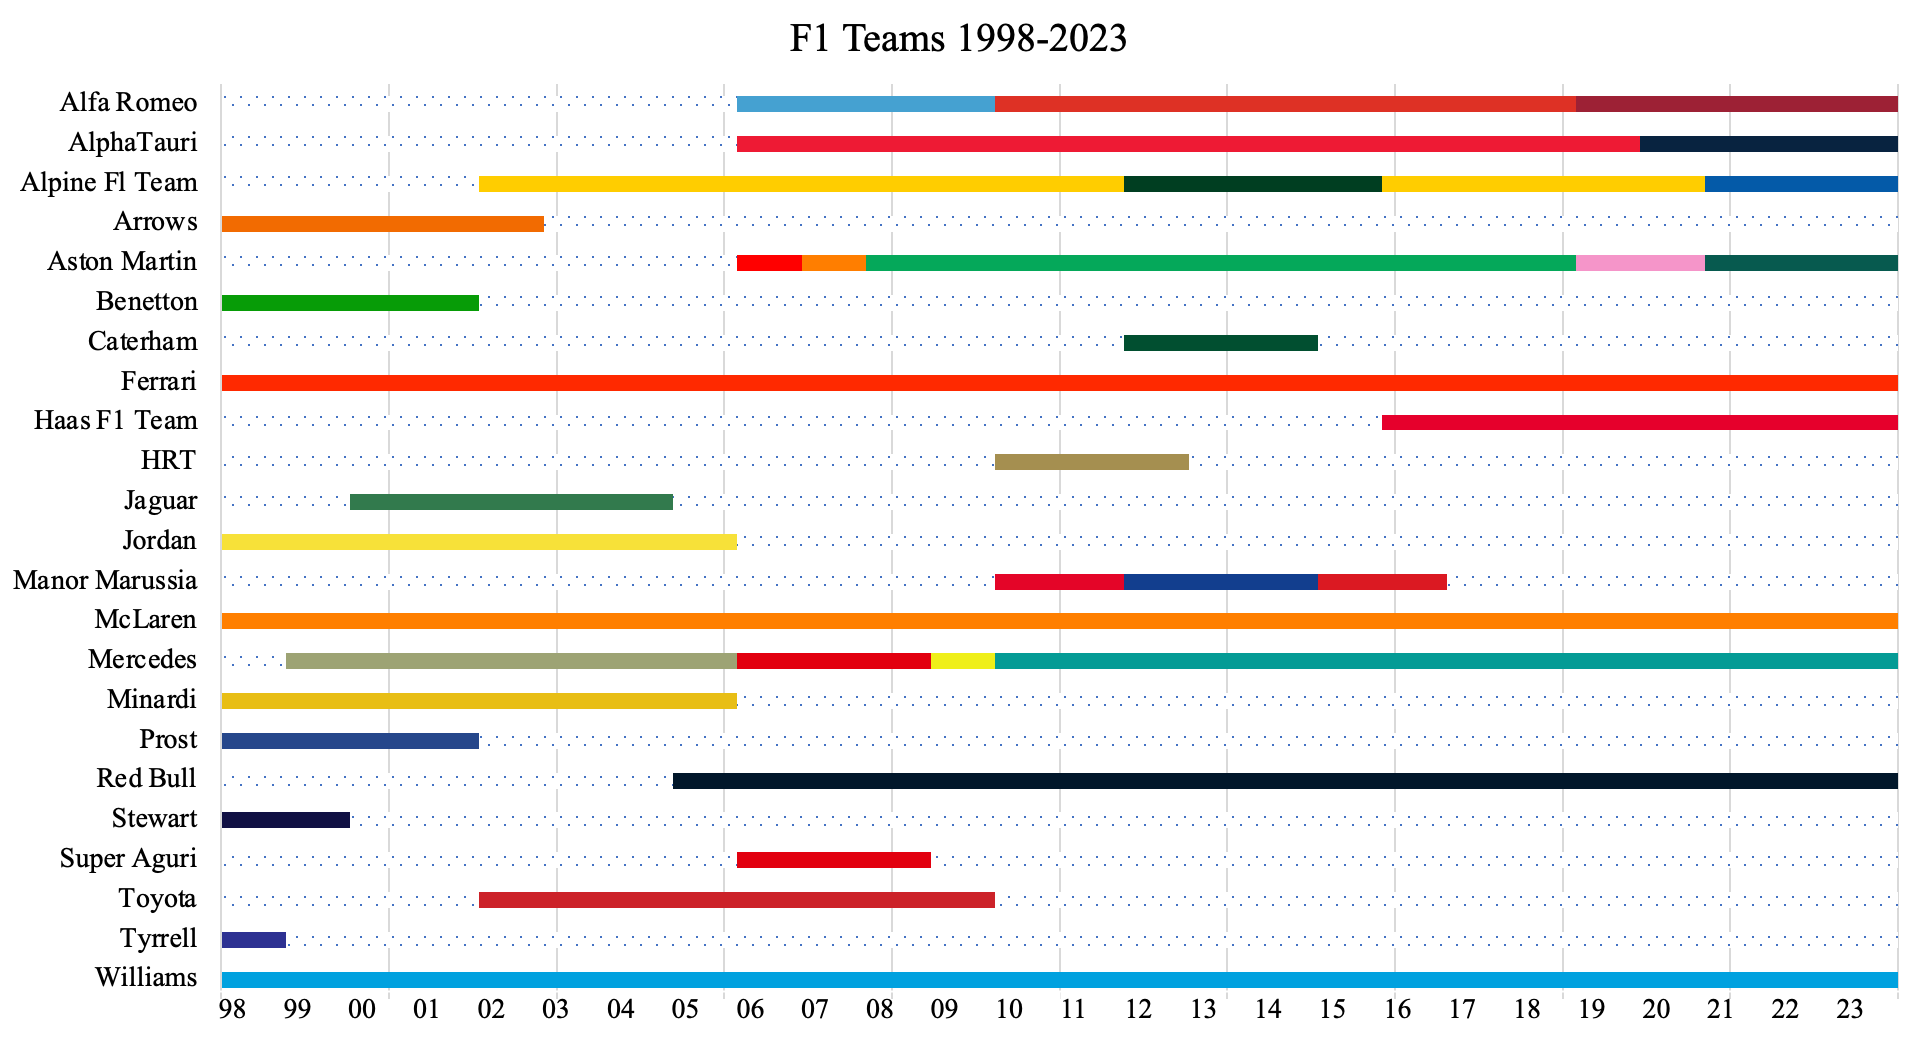 F1 Teams 1998-2023
Alfa Romeo
AlphaTauri
Alpine Fl Team
Arrows
Aston Martin
Benetton
Caterham
Ferrari
Haas F1 Team
HRT
Jaguar
Jordan
Manor Marussia
McLaren
Mercedes
Minardi
Prost
Red Bull
Stewart
Super Aguri
Toyota
Tyrrell
Williams
98 99 00 01 02 03 04 05 06 07 08 09 10 11 12 13 14 15 16 17 18 19 20 21 22 23